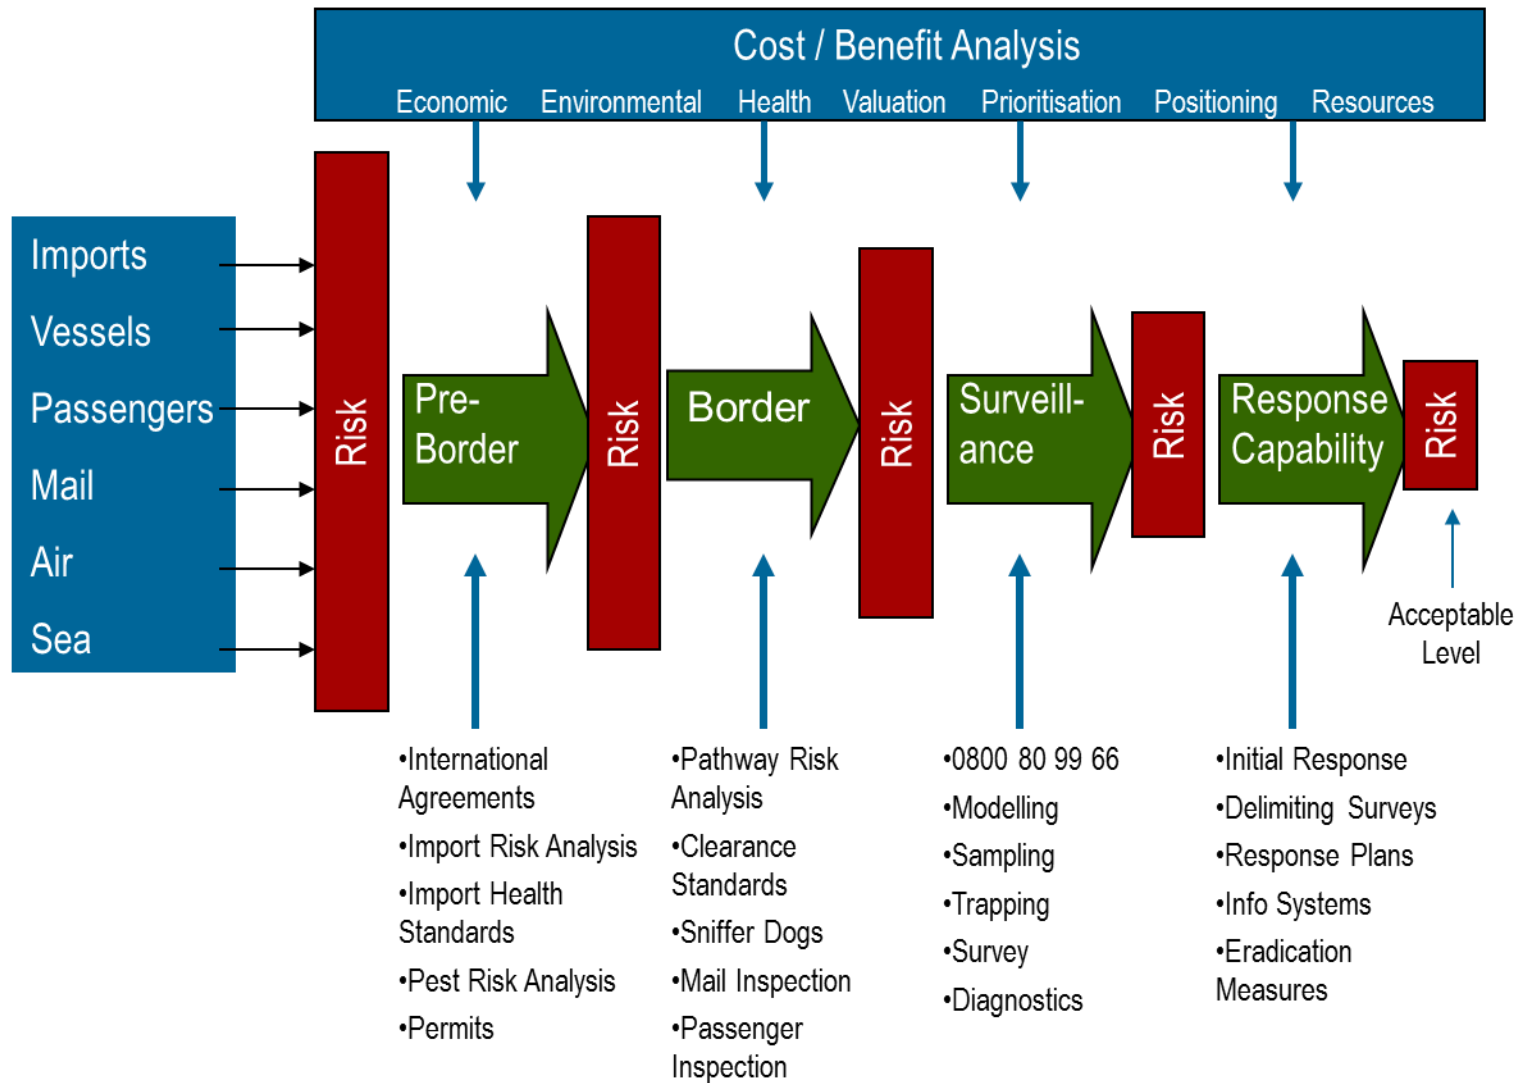 Cost / Benefit Analysis
Economic Environmental Health Valuation Prioritisation Positioning Resources
Imports
Vessels
Passengers
Mail
Air
Sea
Risk
Pre-
Border
Risk
Border
Risk
Surveill-
ance
Risk
Response
Capability
Risk
Acceptable
Level
•International
Agreements
•Import Risk Analysis
•Import Health
Standards
•Pest Risk Analysis
•Permits
•Pathway Risk
Analysis
•Clearance
Standards
•Sniffer Dogs
•Mail Inspection
•Passenger
Inspection
•0800 80 99 66
•Modelling
•Sampling
•Trapping
•Survey
•Diagnostics
•Initial Response
•Delimiting Surveys
•Response Plans
•Info Systems
•Eradication
Measures